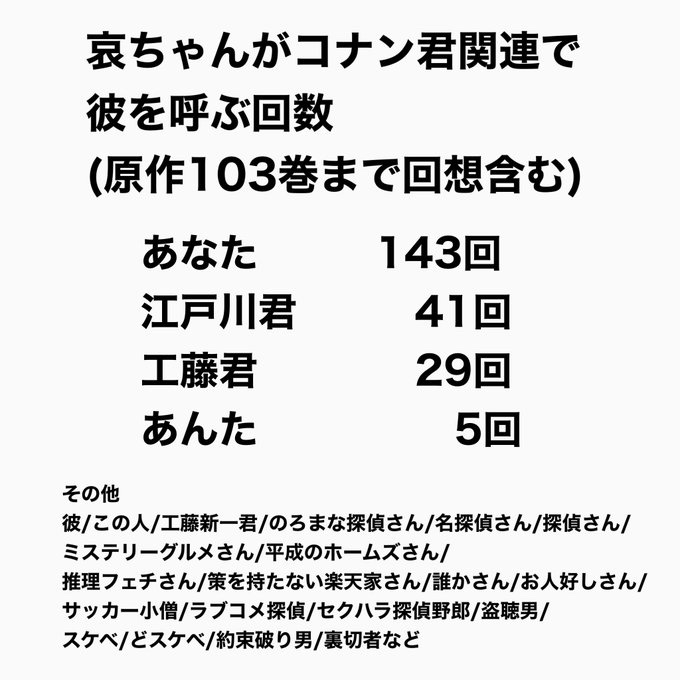 哀ちゃんがコナン君関連で
彼を呼ぶ回数
(原作103巻まで回想含む)
あなた 143回
江戸川君 41回
工藤君 29回
あんた 5回
その他
彼/この人/工藤新一君/のろまな探偵さん/名探偵さん/探偵さん/
ミステリーグルメさん/平成のホームズさん/
推理フェチさん/策を持たない楽天家さん/誰かさん/お人好しさん/
サッカー小僧/ラブコメ探偵/セクハラ探偵野郎/盗聴男/
スケベ/どスケベ/約束破り男/裏切者など